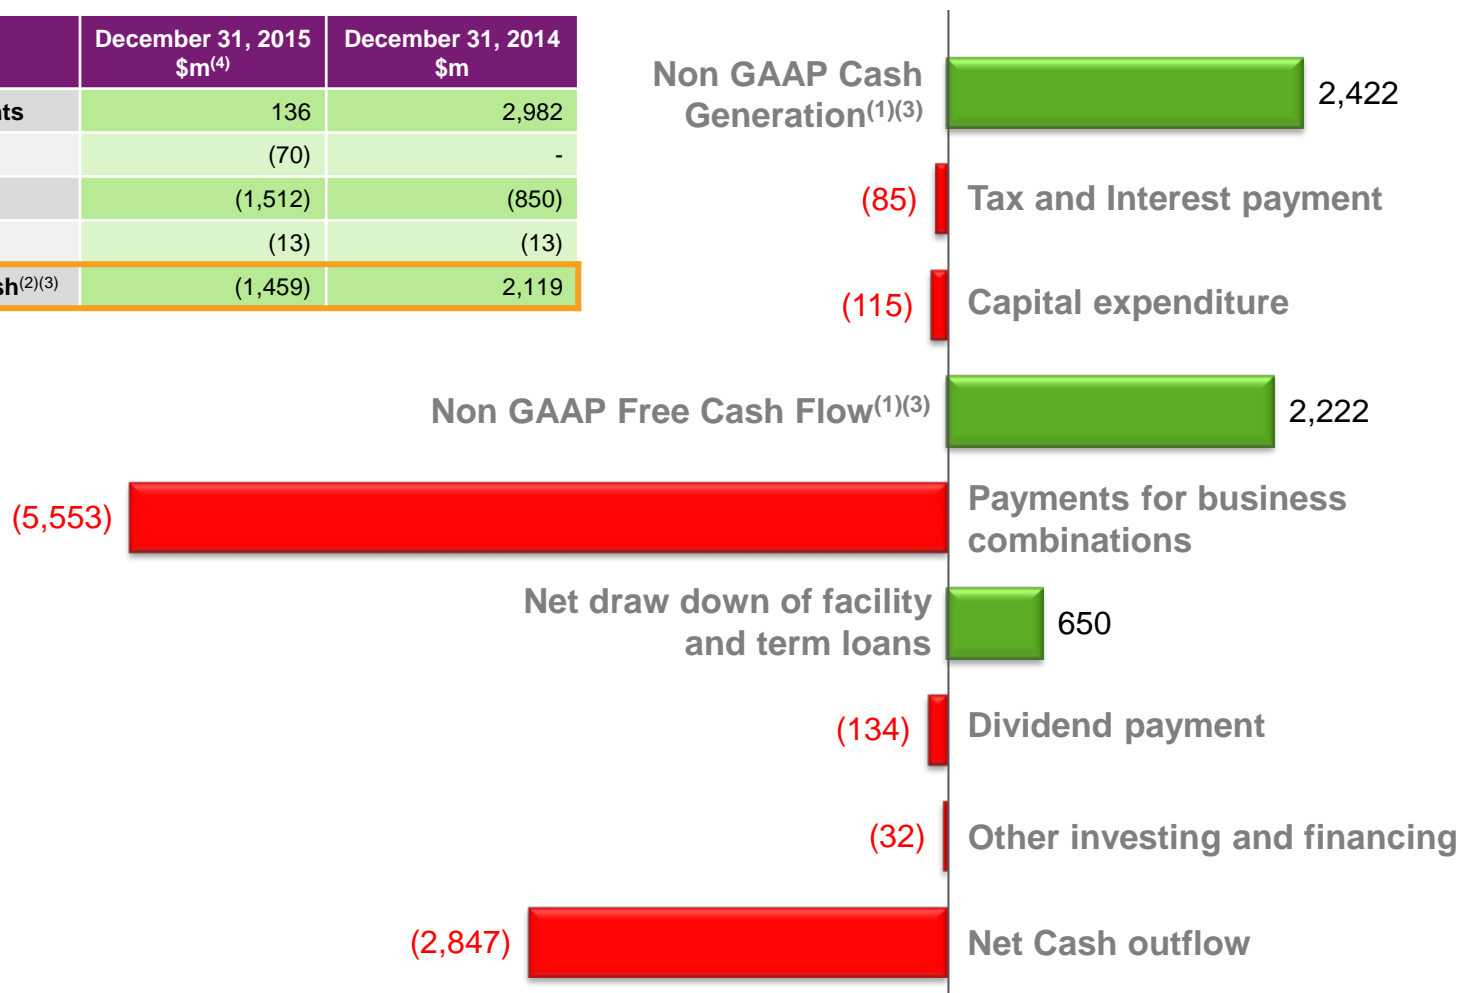 December 31, 2015 December 31, 2014
$m(4) $m
136 2,982
(70) -
(1,512) (850)
(13) (13)
(2)(3) (1,459) 2,119
Non GAAP Cash
Generation(1)(3)
2,422
(85) Tax and Interest payment
(115) Capital expenditure
Non GAAP Free Cash Flow(1)(3) 2,222
(5,553) Payments for business
combinations
Net draw down of facility
and term loans
650
(134) Dividend payment
(32) Other investing and financing
(2,847) Net Cash outflow